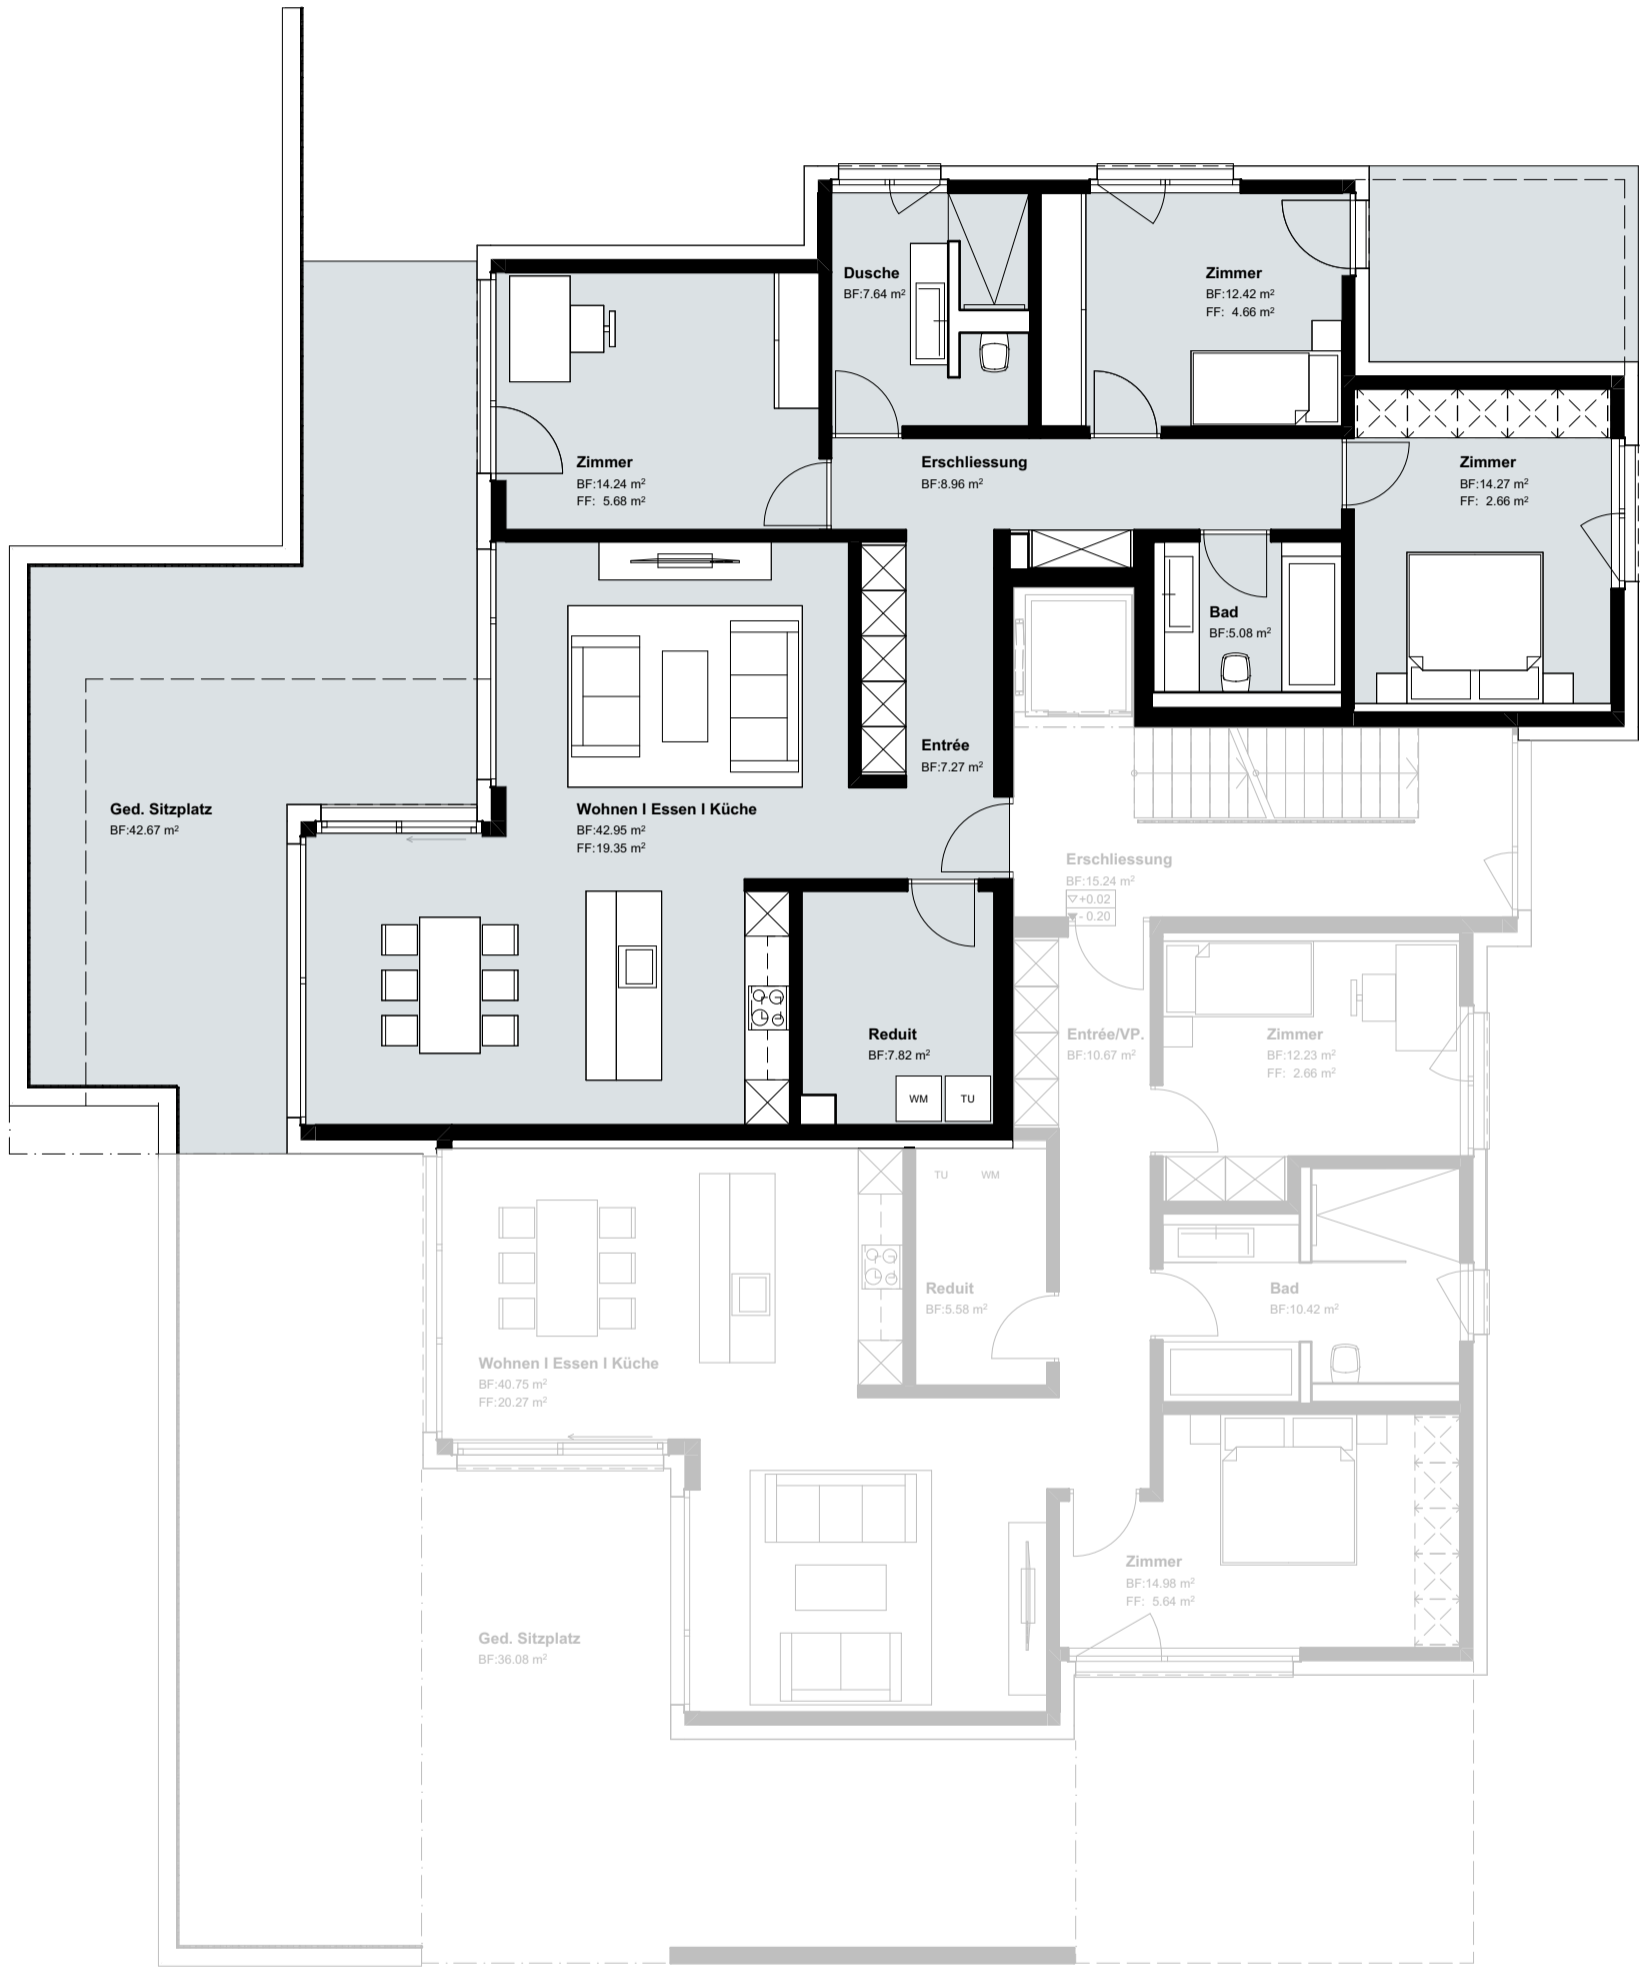 Dusche
BF:7.64 m²
Zimmer
BF:12.42 m²
FF: 4.66 m²
Zimmer
BF:14.24 m²
FF: 5.68 m²
Erschliessung
BF:8.96 m²
Zimmer
BF:14.27 m²
FF: 2.66 m²
Bad
BF:5.08 m²
Entrée
BF:7.27 m²
Ged. Sitzplatz
BF:42.67 m²
Wohnen I Essen I Küche
BF:42.95 m²
FF:19.35 m²
Erschliessung
BF:15.24 m²
+0.02
- 0.20
Reduit
BF:7.82 m²
Entrée/VP.
BF:10.67 m²
Zimmer
BF:12.23 m²
FF: 2.66 m²
WM
TU
TU
WM
Reduit
BF:5.58 m²
Bad
BF:10.42 m²
Wohnen I Essen I Küche
BF:40.75 m²
FF:20.27 m²
Zimmer
BF:14.98 m²
FF: 5.64 m²
Ged. Sitzplatz
BF:36.08 m²